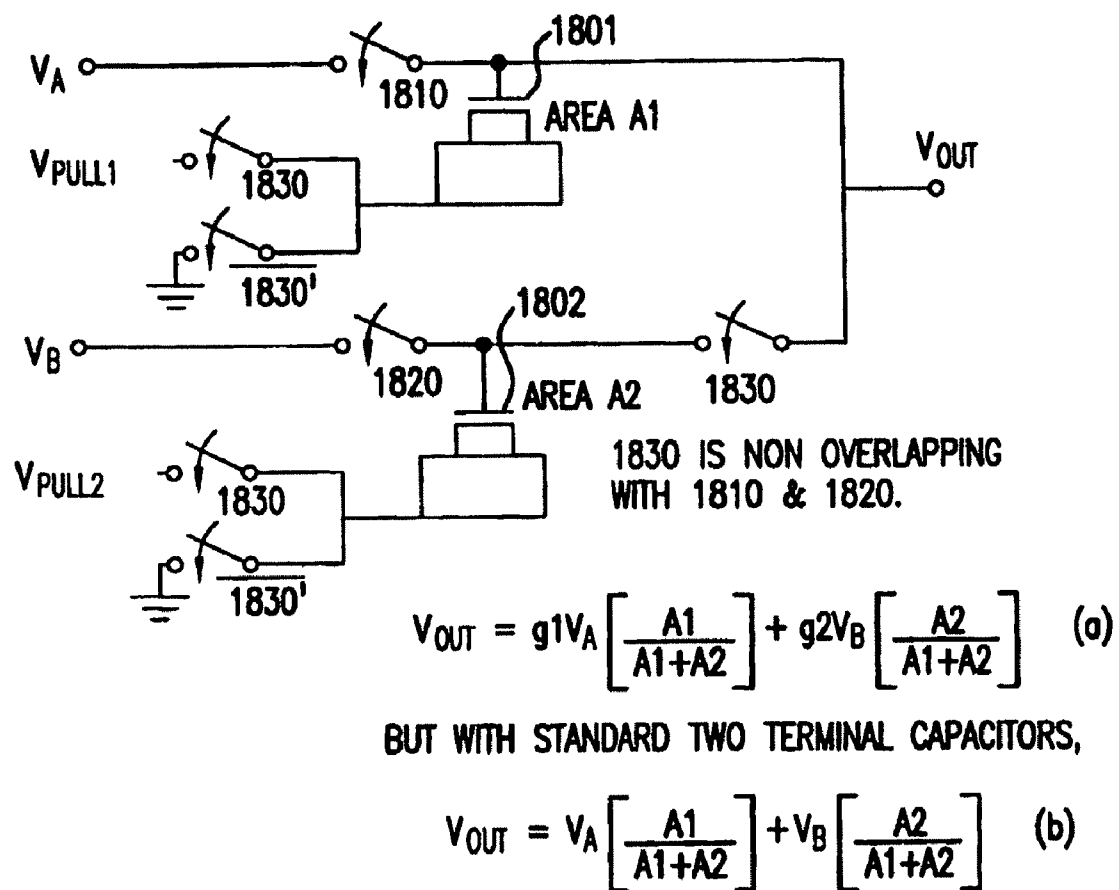 1801
V_A
1810
AREA A1
V_PULL1
1830
V_OUT
1830'
1802
V_B
1820
1830
AREA A2
V_PULL2
1830
1830 IS NON OVERLAPPING
WITH 1810 & 1820.
1830'
V_OUT = g1V_A [A1/(A1+A2)] + g2V_B [A2/(A1+A2)] (a)
BUT WITH STANDARD TWO TERMINAL CAPACITORS,
V_OUT = V_A [A1/(A1+A2)] + V_B [A2/(A1+A2)] (b)